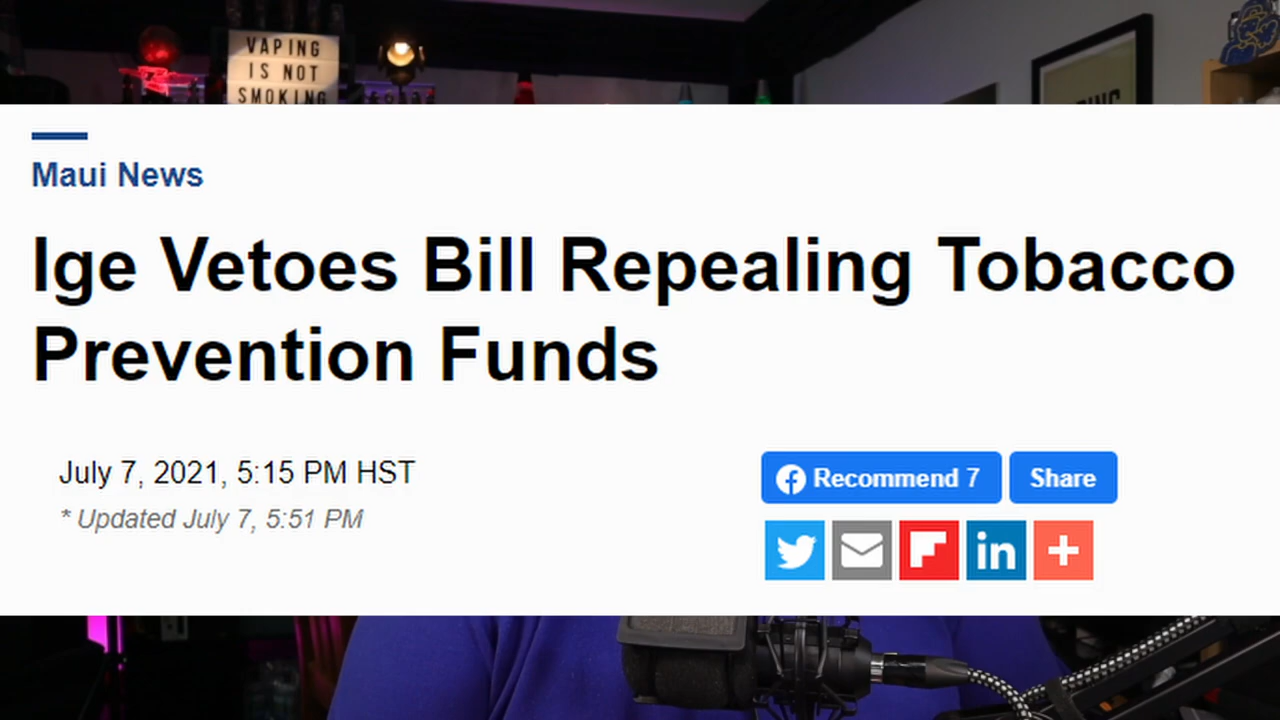 VAPING
IS NOT
SMOKING
Maui News
Ige Vetoes Bill Repealing Tobacco
Prevention Funds
July 7, 2021, 5:15 PM HST
* Updated July 7, 5:51 PM
Recommend 7
Share
in